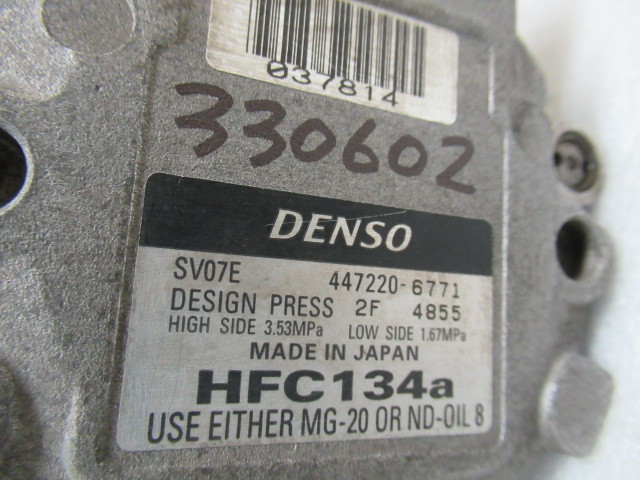 037814
330602
DENSO
SV07E 447220-6771
DESIGN PRESS 2F 4855
HIGH SIDE 3.53MPa LOW SIDE 1.67MPa
MADE IN JAPAN
HFC134a
USE EITHER MG-20 OR ND-OIL 8